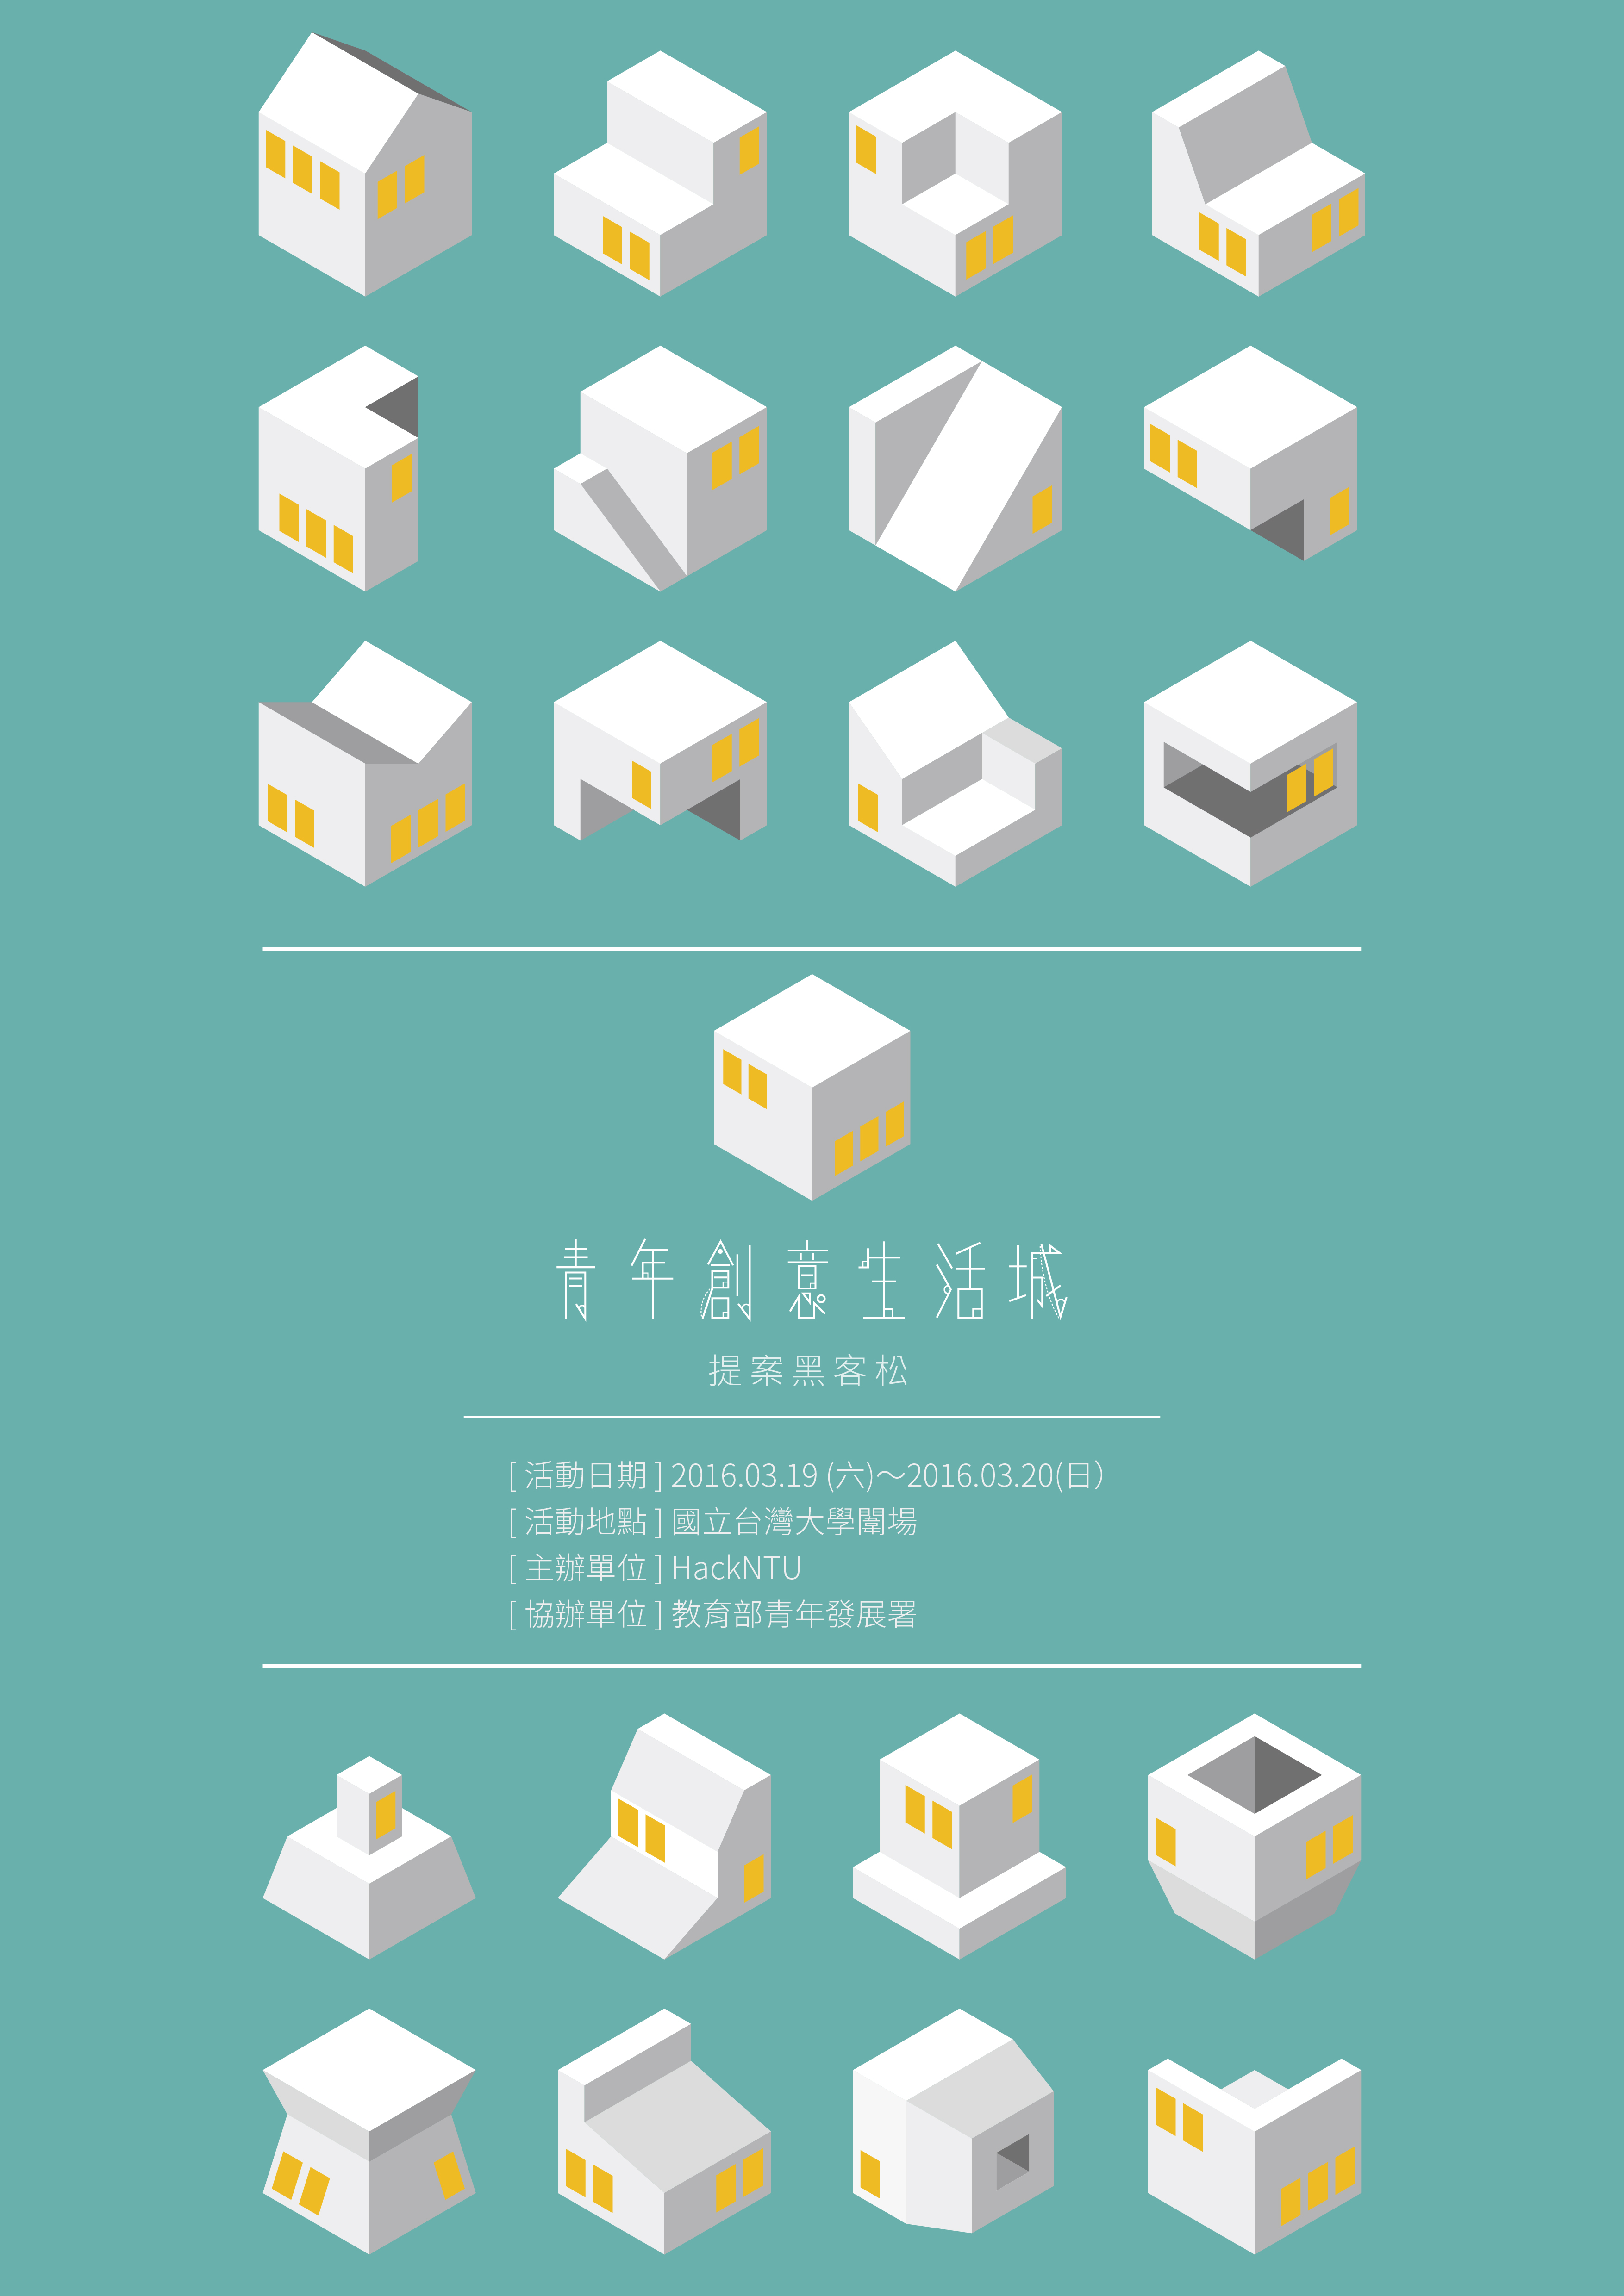 青年創意生活城
提案黑客松
[ 活動日期 ] 2016.03.19 (六)～2016.03.20(日)
[ 活動地點 ] 國立台灣大學闈場
[ 主辦單位 ] HackNTU
[ 協辦單位 ] 教育部青年發展署